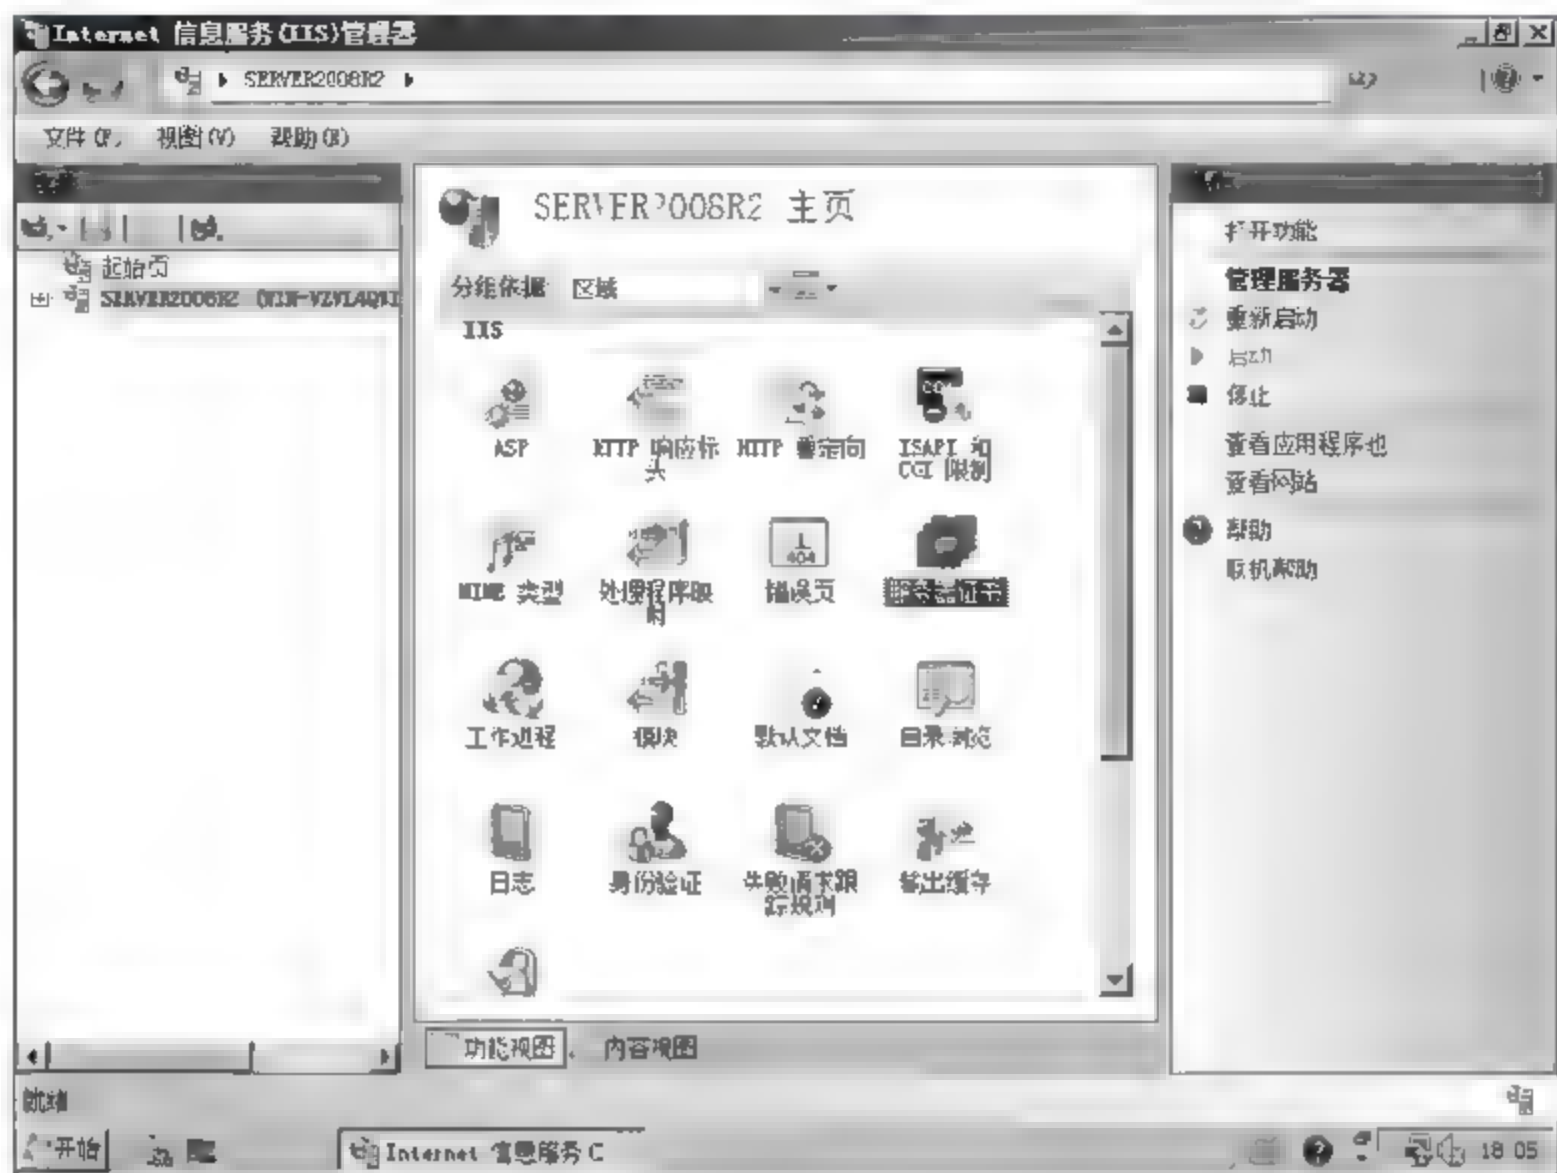 Internet 信息服务(IIS)管理器
SERVER2008R2
文件(F) 视图(V) 帮助(H)
起始页
SERVER2008R2
SERVER2008R2 主页
分组依据: 区域
IIS
ASP
HTTP 响应标头
HTTP 重定向
ISAPI 和 CGI 限制
MIME 类型
处理程序映射
错误页
服务器证书
工作进程
模块
默认文档
目录浏览
日志
身份验证
失败请求跟踪规则
输出缓存
功能视图
内容视图
打开功能
管理服务器
重新启动
启动
停止
查看应用程序池
查看网站
帮助
联机帮助
就绪
开始
Internet 信息服务(
18:05